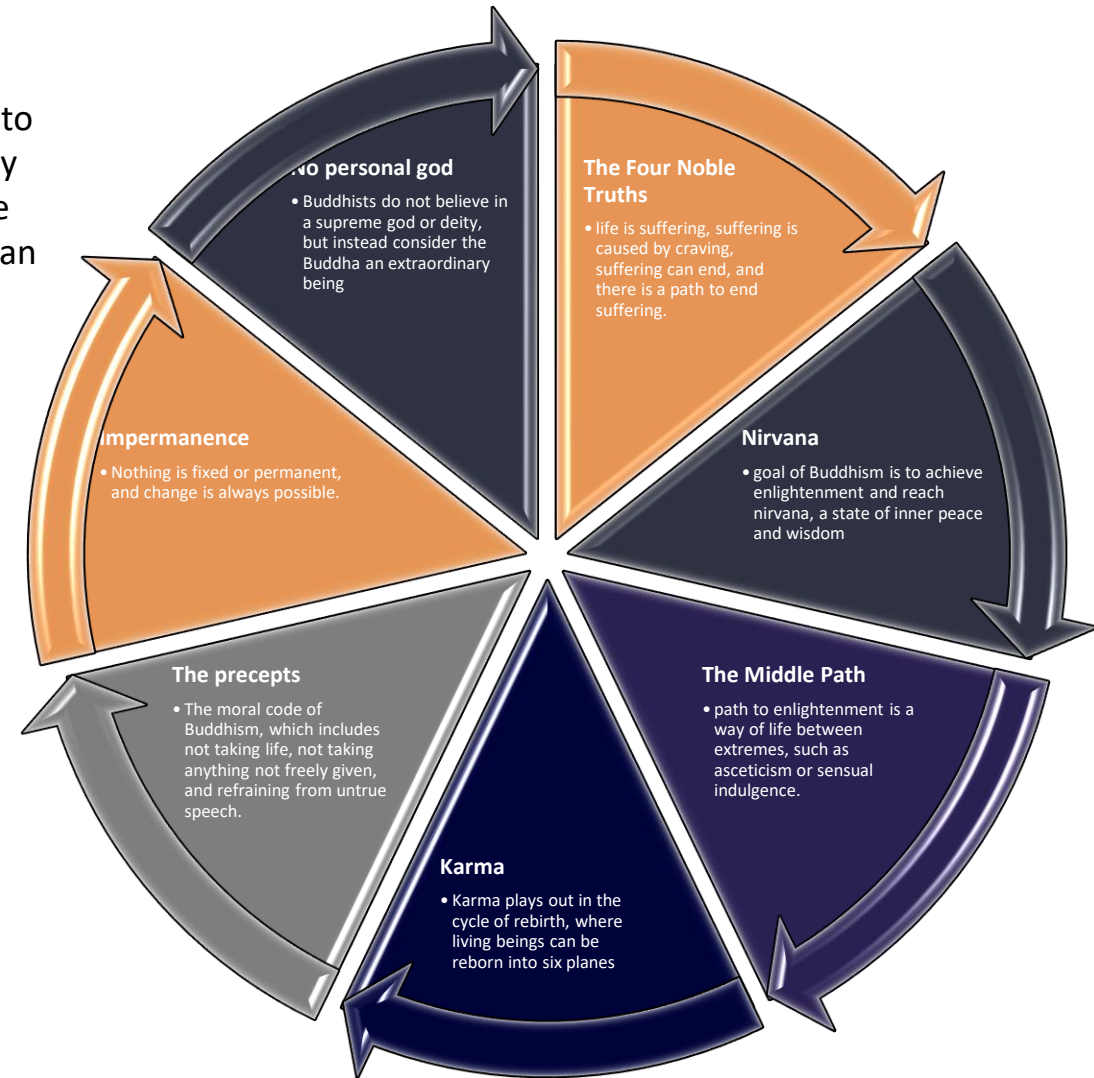 to
y
e
an
No personal god
• Buddhists do not believe in
a supreme god or deity,
but instead consider the
Buddha an extraordinary
being
The Four Noble
Truths
• life is suffering, suffering is
caused by craving,
suffering can end, and
there is a path to end
suffering.
Nirvana
• goal of Buddhism is to achieve
enlightenment and reach
nirvana, a state of inner peace
and wisdom
The Middle Path
• path to enlightenment is a
way of life between
extremes, such as
asceticism or sensual
indulgence.
Karma
• Karma plays out in the
cycle of rebirth, where
living beings can be
reborn into six planes
The precepts
• The moral code of
Buddhism, which includes
not taking life, not taking
anything not freely given,
and refraining from untrue
speech.
Impermanence
• Nothing is fixed or permanent,
and change is always possible.